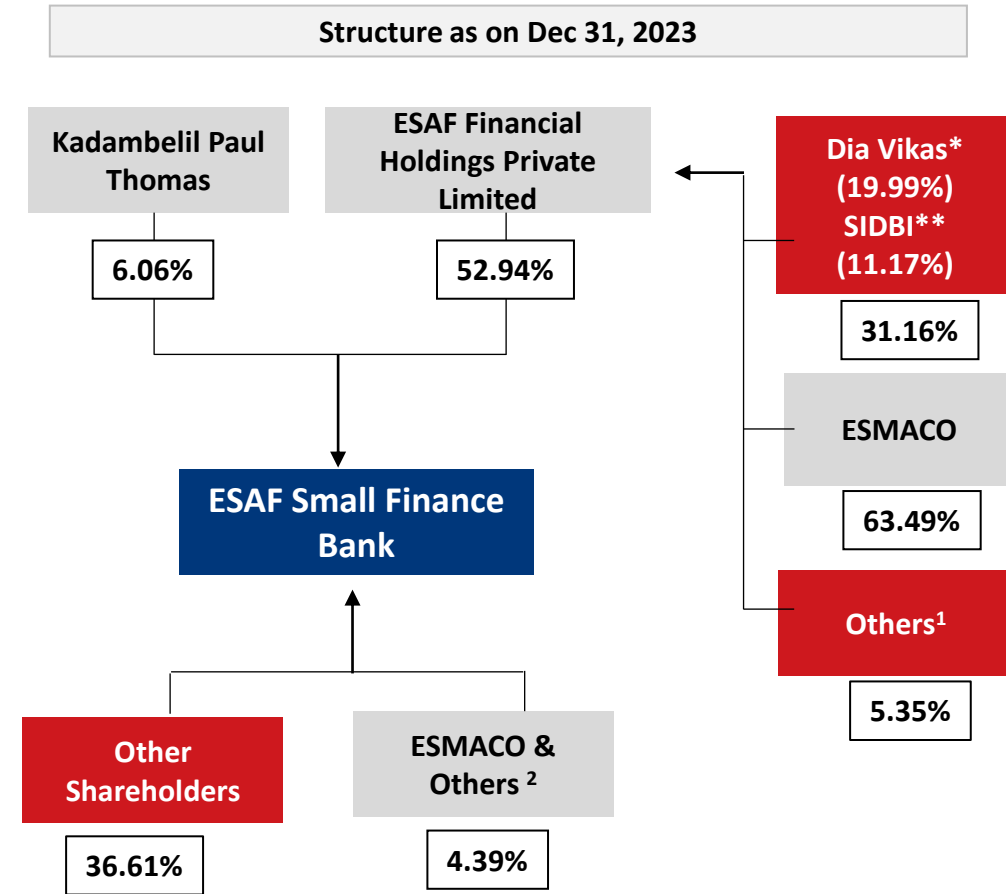 Structure as on Dec 31, 2023
Kadambelil Paul
Thomas
6.06%
ESAF Financial
Holdings Private
Limited
52.94%
Dia Vikas*
(19.99%)
SIDBI**
(11.17%)
31.16%
ESMACO
63.49%
Others¹
5.35%
ESAF Small Finance
Bank
Other
Shareholders
36.61%
ESMACO &
Others ²
4.39%